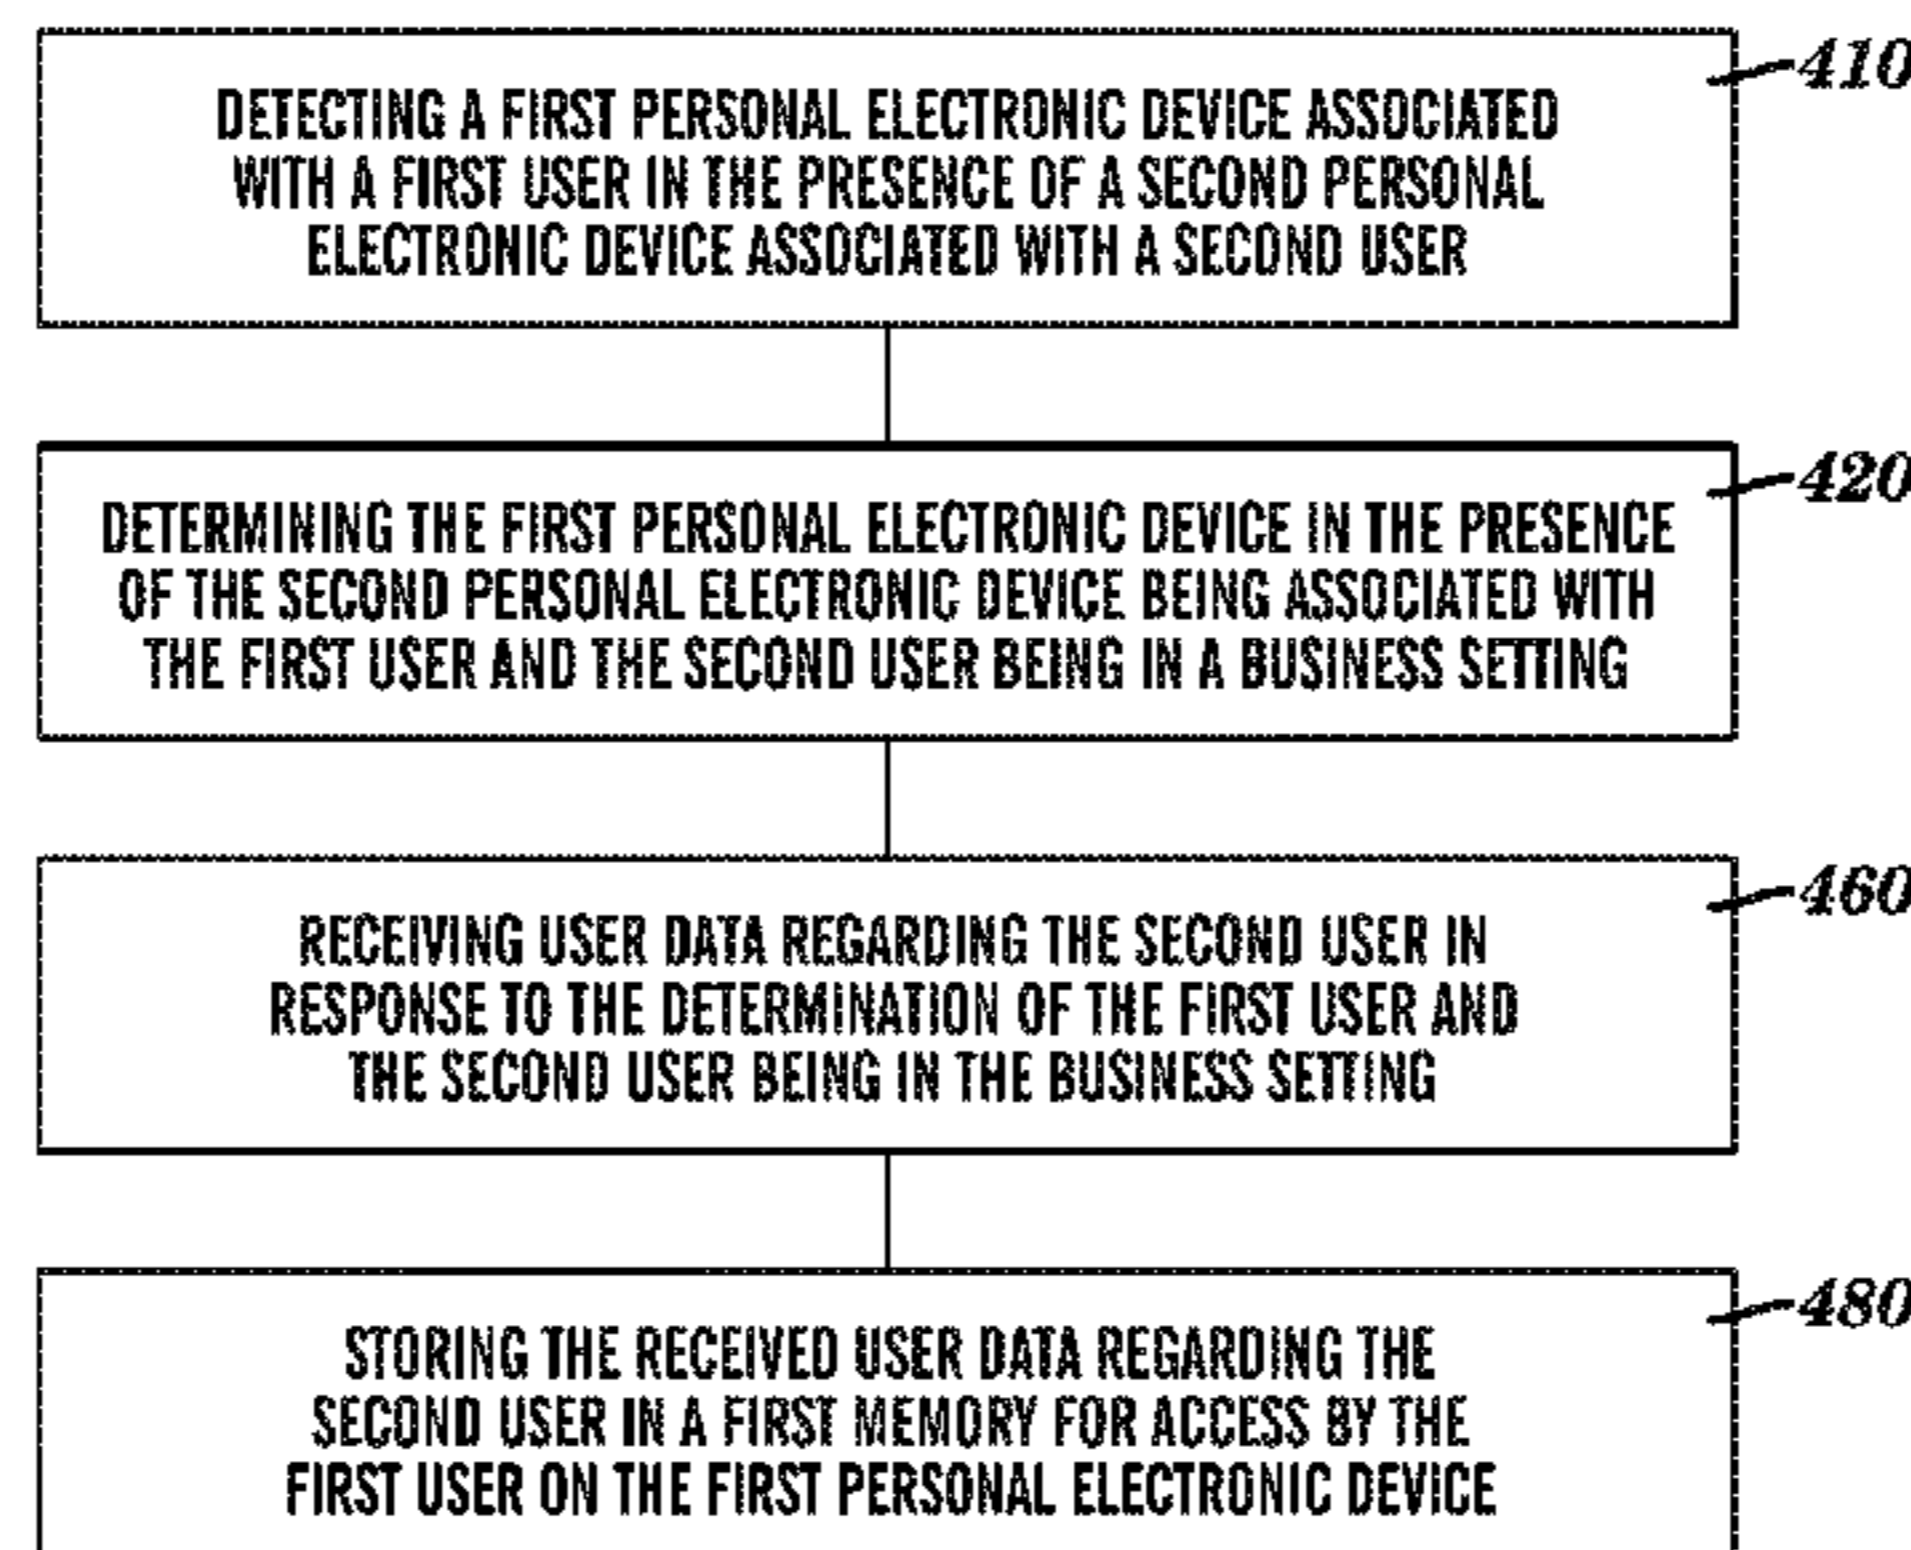 410
DETECTING A FIRST PERSONAL ELECTRONIC DEVICE ASSOCIATED
WITH A FIRST USER IN THE PRESENCE OF A SECOND PERSONAL
ELECTRONIC DEVICE ASSOCIATED WITH A SECOND USER
420
DETERMINING THE FIRST PERSONAL ELECTRONIC DEVICE IN THE PRESENCE
OF THE SECOND PERSONAL ELECTRONIC DEVICE BEING ASSOCIATED WITH
THE FIRST USER AND THE SECOND USER BEING IN A BUSINESS SETTING
460
RECEIVING USER DATA REGARDING THE SECOND USER IN
RESPONSE TO THE DETERMINATION OF THE FIRST USER AND
THE SECOND USER BEING IN THE BUSINESS SETTING
480
STORING THE RECEIVED USER DATA REGARDING THE
SECOND USER IN A FIRST MEMORY FOR ACCESS BY THE
FIRST USER ON THE FIRST PERSONAL ELECTRONIC DEVICE